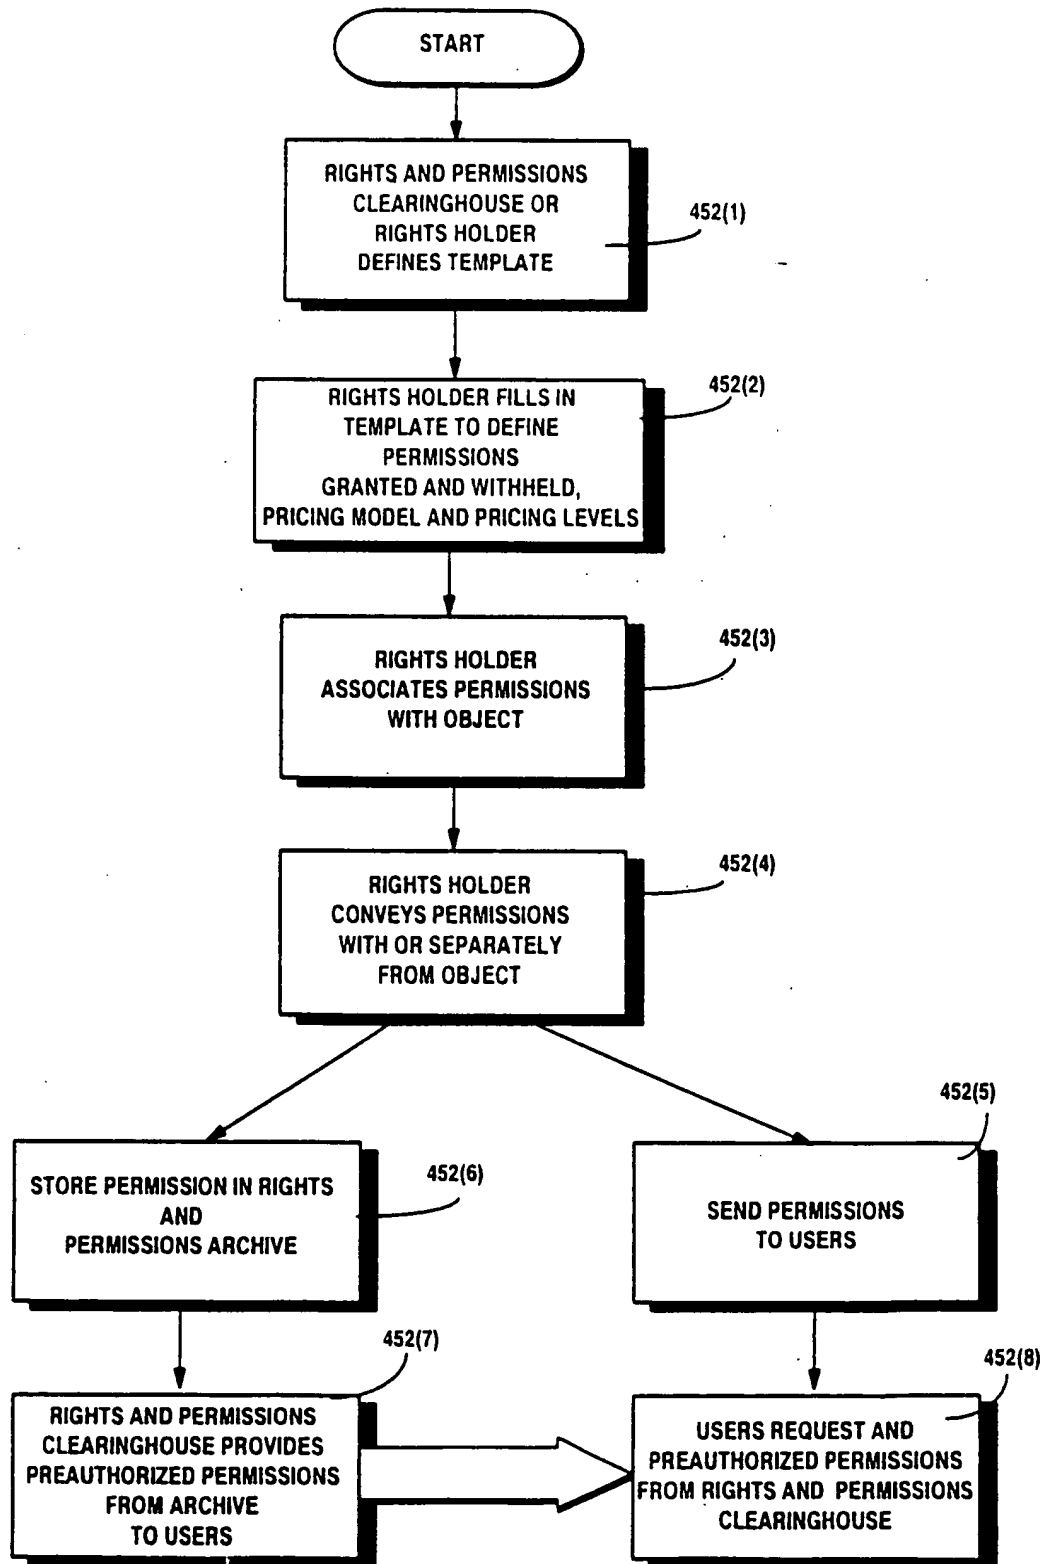 START
RIGHTS AND PERMISSIONS
CLEARINGHOUSE OR
RIGHTS HOLDER
DEFINES TEMPLATE
452(1)
RIGHTS HOLDER FILLS IN
TEMPLATE TO DEFINE
PERMISSIONS
GRANTED AND WITHHELD,
PRICING MODEL AND PRICING LEVELS
452(2)
RIGHTS HOLDER
ASSOCIATES PERMISSIONS
WITH OBJECT
452(3)
RIGHTS HOLDER
CONVEYS PERMISSIONS
WITH OR SEPARATELY
FROM OBJECT
452(4)
STORE PERMISSION IN RIGHTS
AND
PERMISSIONS ARCHIVE
452(6)
SEND PERMISSIONS
TO USERS
452(5)
RIGHTS AND PERMISSIONS
CLEARINGHOUSE PROVIDES
PREAUTHORIZED PERMISSIONS
FROM ARCHIVE
TO USERS
452(7)
USERS REQUEST AND
PREAUTHORIZED PERMISSIONS
FROM RIGHTS AND PERMISSIONS
CLEARINGHOUSE
452(8)